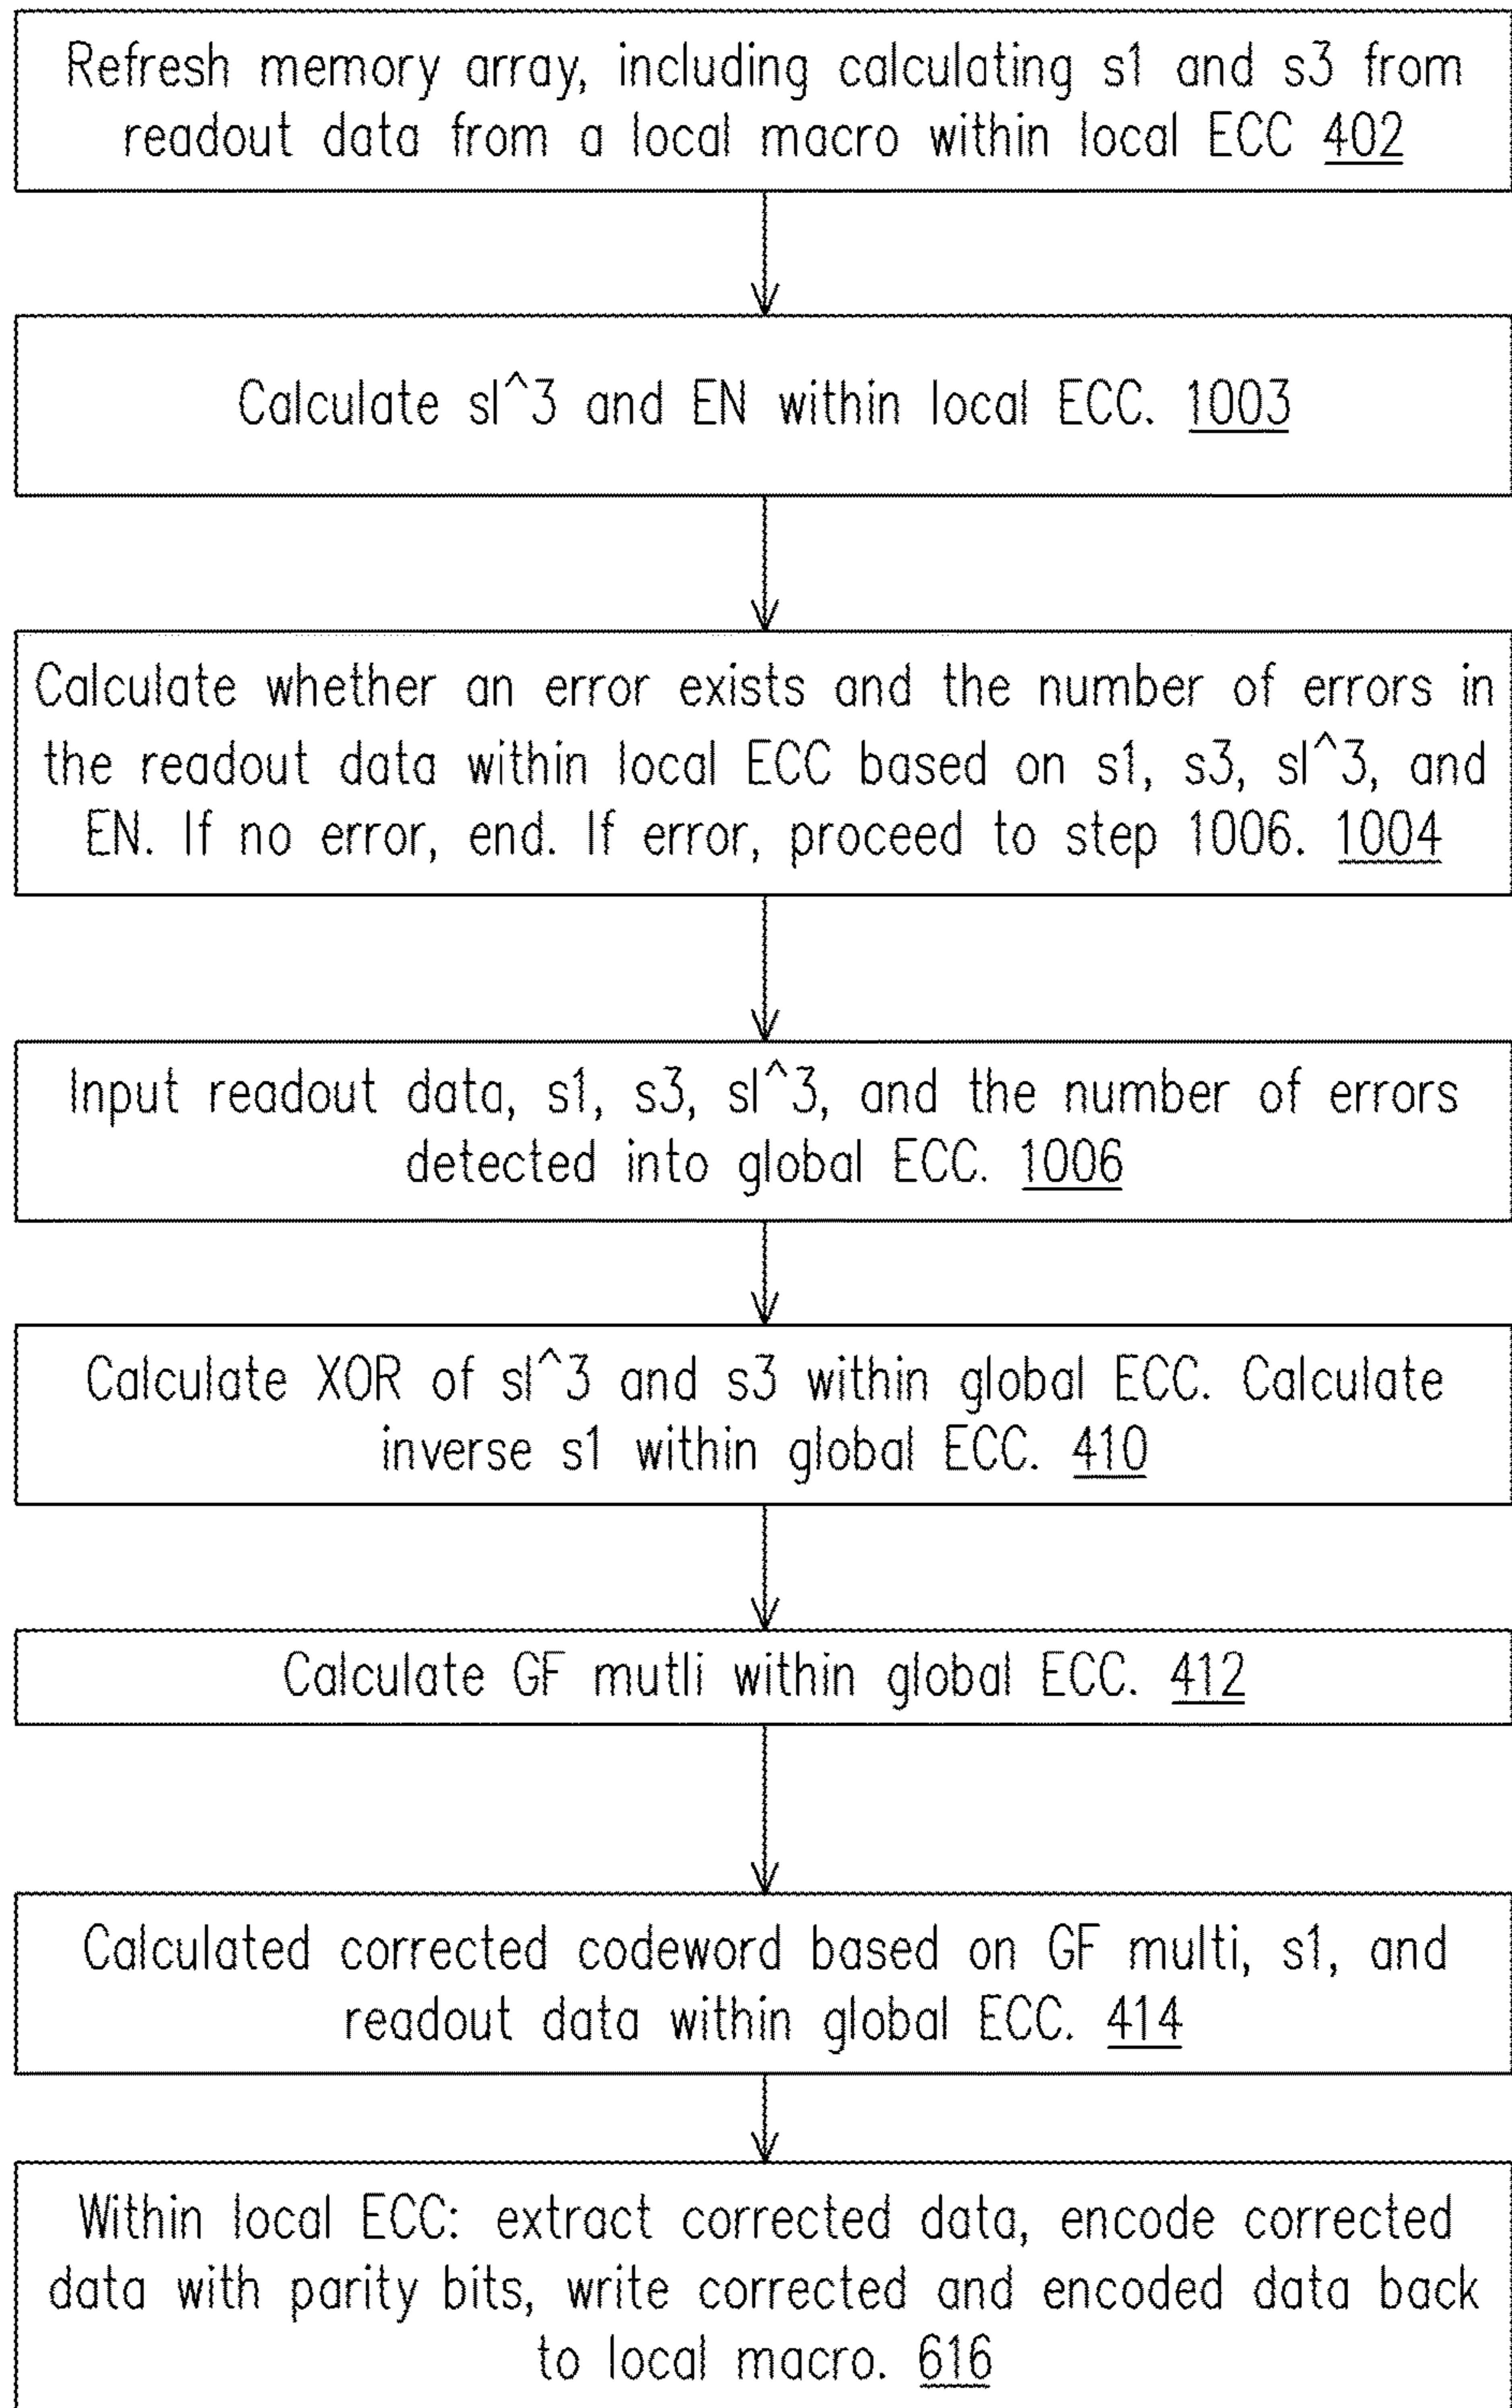 Refresh memory array, including calculating s1 and s3 from
readout data from a local macro within local ECC 402
Calculate sl^3 and EN within local ECC. 1003
Calculate whether an error exists and the number of errors in
the readout data within local ECC based on s1, s3, sl^3, and
EN. If no error, end. If error, proceed to step 1006. 1004
Input readout data, s1, s3, sl^3, and the number of errors
detected into global ECC. 1006
Calculate XOR of sl^3 and s3 within global ECC. Calculate
inverse s1 within global ECC. 410
Calculate GF mutli within global ECC. 412
Calculated corrected codeword based on GF multi, s1, and
readout data within global ECC. 414
Within local ECC: extract corrected data, encode corrected
data with parity bits, write corrected and encoded data back
to local macro. 616